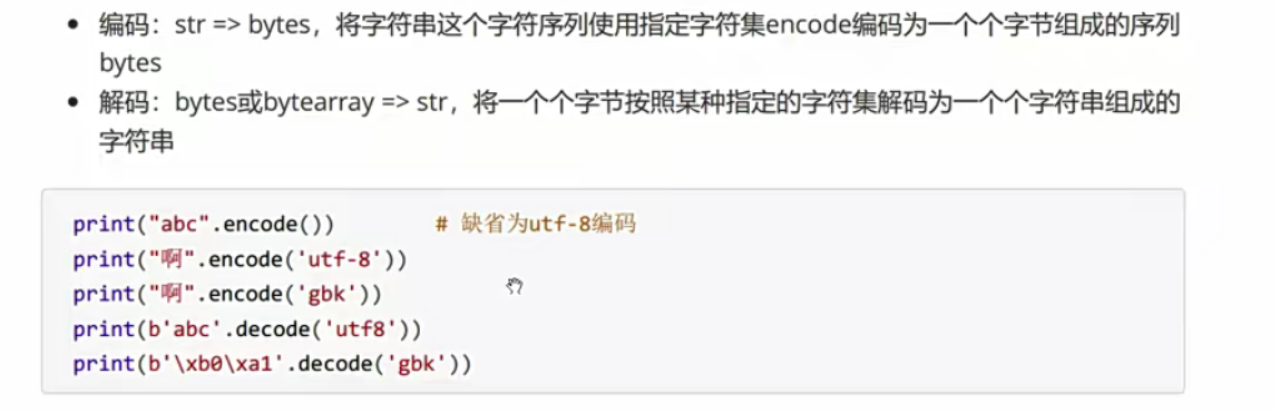 • 编码：str => bytes，将字符串这个字符序列使用指定字符集encode编码为一个个字节组成的序列
bytes
• 解码：bytes或bytearray => str，将一个个字节按照某种指定的字符集解码为一个个字符串组成的
字符串
print("abc".encode())       # 缺省为utf-8编码
print("啊".encode('utf-8'))
print("啊".encode('gbk'))
print(b'abc'.decode('utf8'))
print(b'\xb0\xa1'.decode('gbk'))